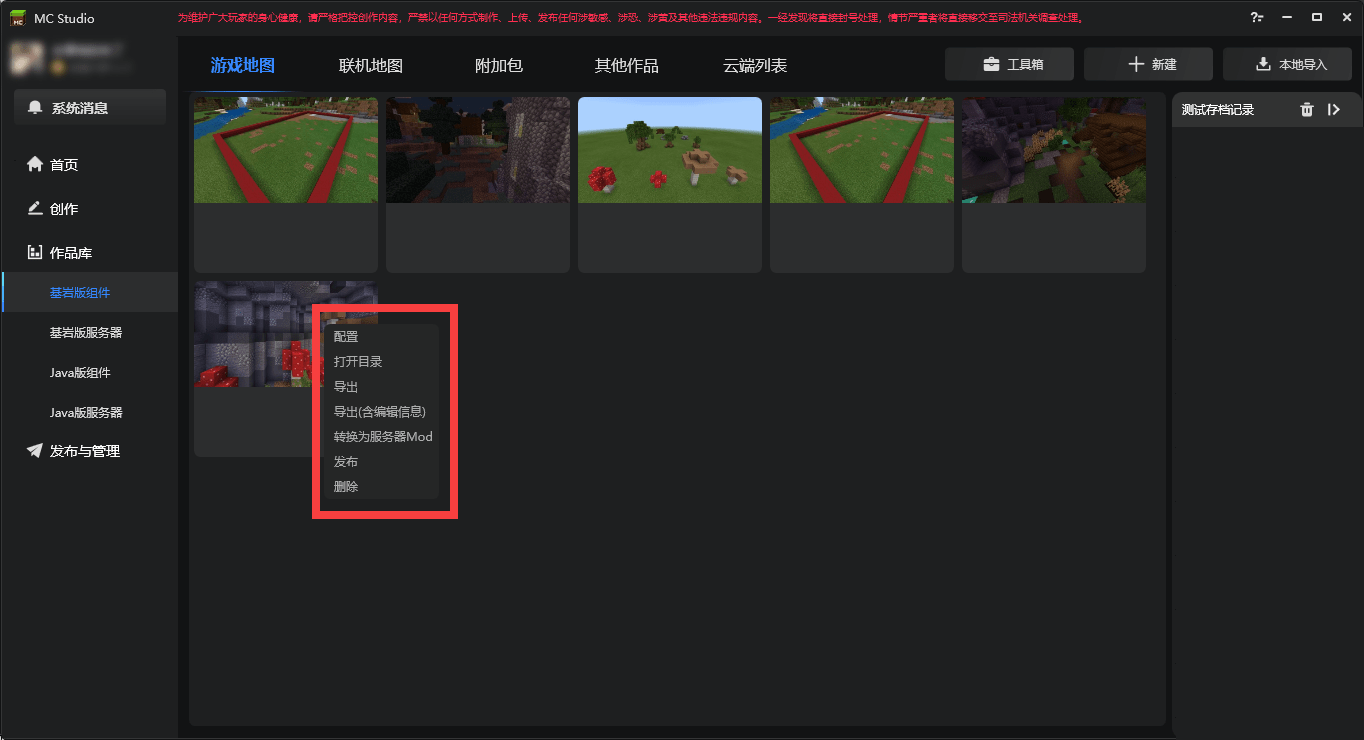 MC Studio
为维护广大玩家的身心健康，请严格把控创作内容，严禁以任何方式制作、上传、发布任何涉敏感、涉恐、涉黄及其他违法违规内容。一经发现将直接封号处理，情节严重者将直接移交至司法机关调查处理。
游戏地图
联机地图
附加包
其他作品
云端列表
工具箱
新建
本地导入
系统消息
首页
创作
作品库
基岩版组件
基岩版服务器
Java版组件
Java版服务器
发布与管理
测试存档记录
配置
打开目录
导出
导出(含编辑信息)
转换为服务器Mod
发布
删除